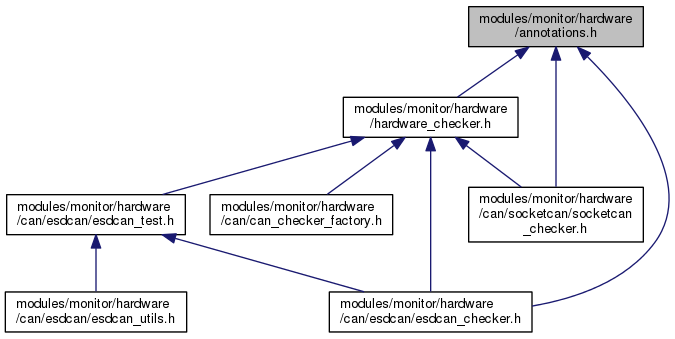 modules/monitor/hardware
/annotations.h
modules/monitor/hardware
/hardware_checker.h
modules/monitor/hardware
/can/esdcan/esdcan_test.h
modules/monitor/hardware
/can/can_checker_factory.h
modules/monitor/hardware
/can/socketcan/socketcan
_checker.h
modules/monitor/hardware
/can/esdcan/esdcan_utils.h
modules/monitor/hardware
/can/esdcan/esdcan_checker.h